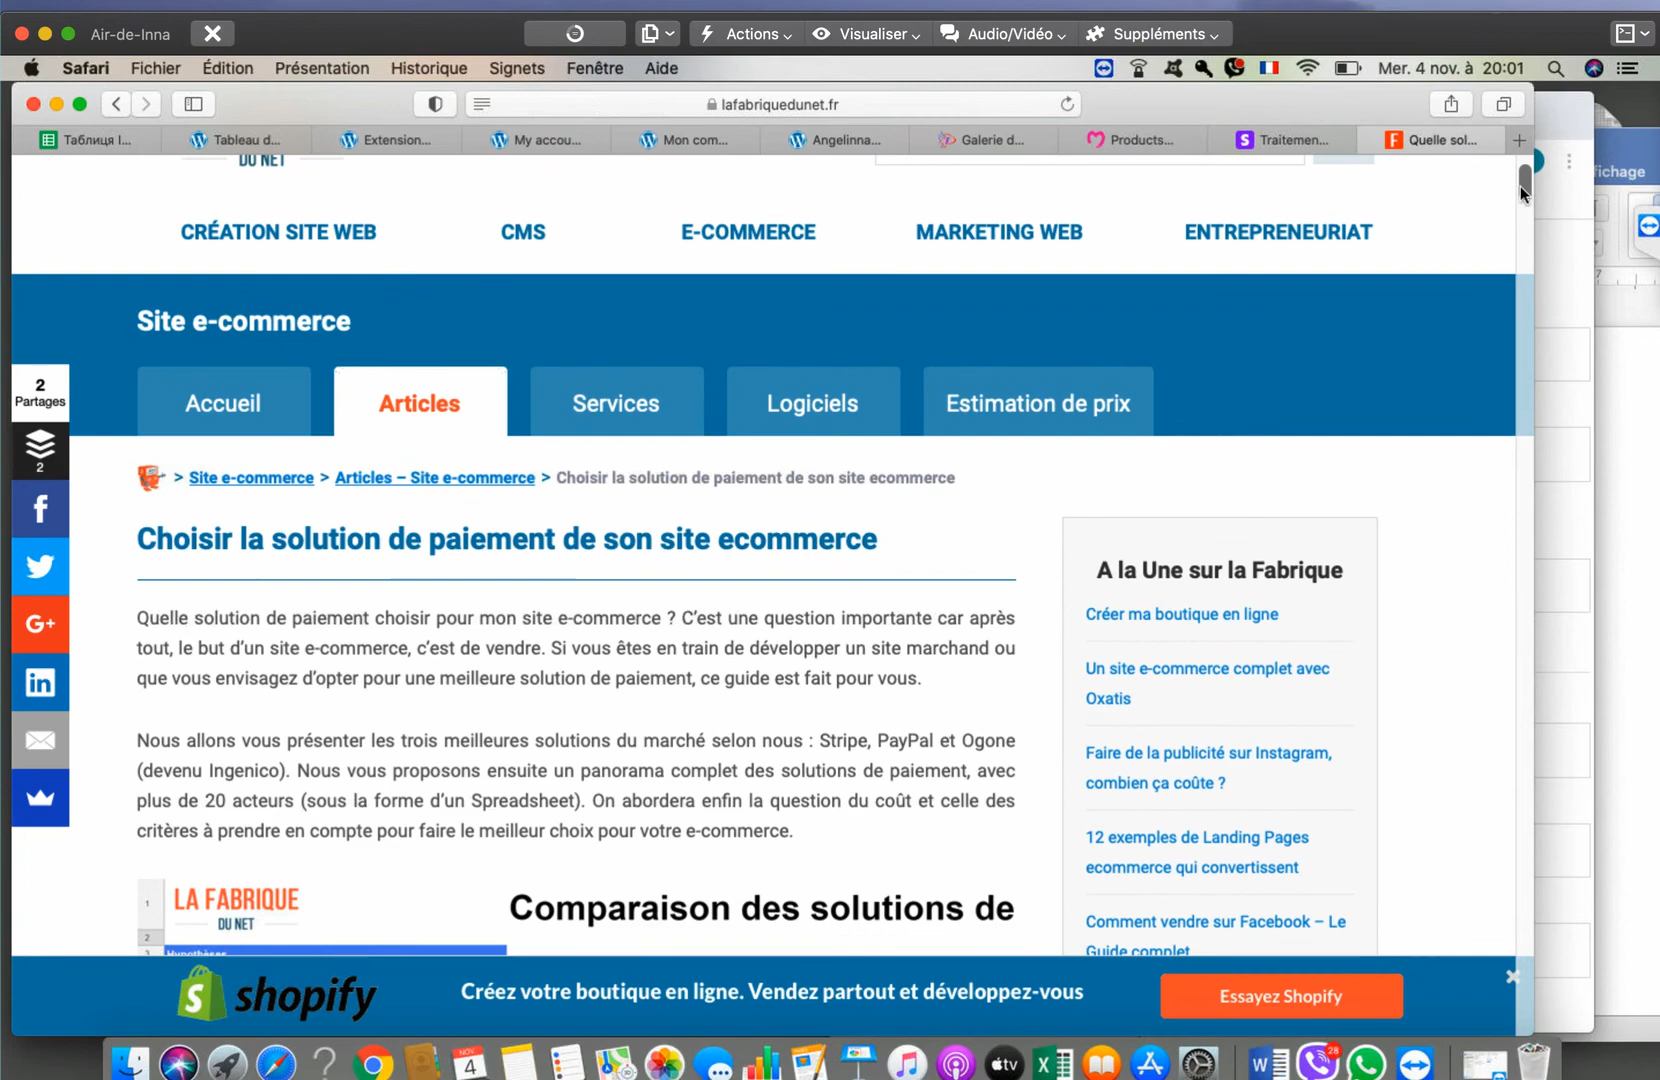 Air-de-Inna
Actions
Visualiser
Audio/Vidéo
Suppléments
Safari Fichier Édition Présentation Historique Signets Fenêtre Aide
Mer. 4 nov. à 20:01
lafabriquedunet.fr
Таблиця І...
Tableau d...
Extension...
My accou...
Mon com...
Angelinna...
Galerie d...
Products...
Traitemen...
Quelle sol...
fichage
DU NET
CRÉATION SITE WEB
CMS
E-COMMERCE
MARKETING WEB
ENTREPRENEURIAT
Site e-commerce
Accueil
Articles
Services
Logiciels
Estimation de prix
2
Partages
2
G+
in
> Site e-commerce > Articles – Site e-commerce > Choisir la solution de paiement de son site ecommerce
Choisir la solution de paiement de son site ecommerce
Quelle solution de paiement choisir pour mon site e-commerce ? C'est une question importante car après
tout, le but d'un site e-commerce, c'est de vendre. Si vous êtes en train de développer un site marchand ou
que vous envisagez d'opter pour une meilleure solution de paiement, ce guide est fait pour vous.
Nous allons vous présenter les trois meilleures solutions du marché selon nous : Stripe, PayPal et Ogone
(devenu Ingenico). Nous vous proposons ensuite un panorama complet des solutions de paiement, avec
plus de 20 acteurs (sous la forme d'un Spreadsheet). On abordera enfin la question du coût et celle des
critères à prendre en compte pour faire le meilleur choix pour votre e-commerce.
A la Une sur la Fabrique
Créer ma boutique en ligne
Un site e-commerce complet avec
Oxatis
Faire de la publicité sur Instagram,
combien ça coûte ?
12 exemples de Landing Pages
ecommerce qui convertissent
Comment vendre sur Facebook – Le
Guide complet
1
LA FABRIQUE
DU NET
2
Comparaison des solutions de
Hypothèses
shopify
Créez votre boutique en ligne. Vendez partout et développez-vous
Essayez Shopify
NOV
4
tv
28